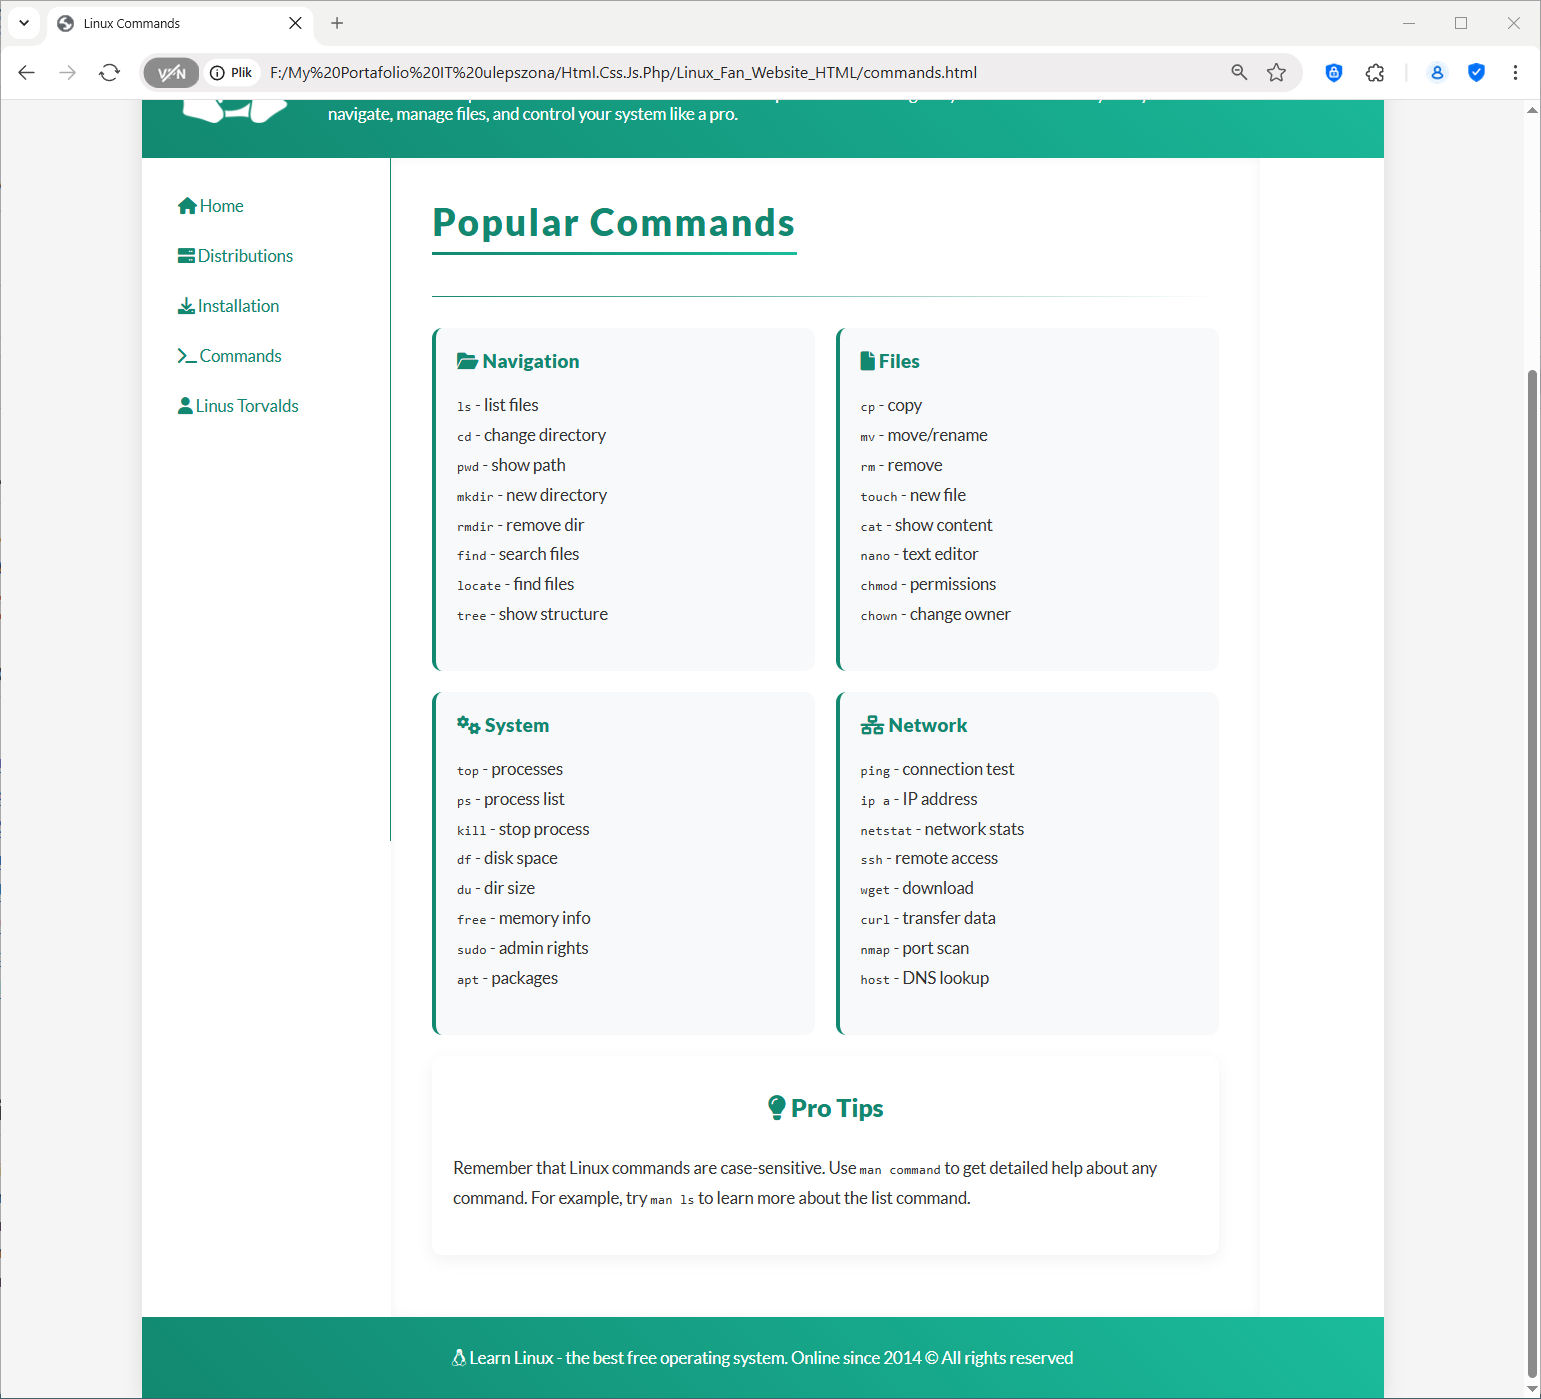 Linux Commands
VPN
Plik
F:/My%20Portafolio%20IT%20ulepszona/Html.Css.Js.Php/Linux_Fan_Website_HTML/commands.html
navigate, manage files, and control your system like a pro.
Home
Distributions
Installation
Commands
Linus Torvalds
Popular Commands
Navigation
ls - list files
cd - change directory
pwd - show path
mkdir - new directory
rmdir - remove dir
find - search files
locate - find files
tree - show structure
Files
cp - copy
mv - move/rename
rm - remove
touch - new file
cat - show content
nano - text editor
chmod - permissions
chown - change owner
System
top - processes
ps - process list
kill - stop process
df - disk space
du - dir size
free - memory info
sudo - admin rights
apt - packages
Network
ping - connection test
ip a - IP address
netstat - network stats
ssh - remote access
wget - download
curl - transfer data
nmap - port scan
host - DNS lookup
Pro Tips
Remember that Linux commands are case-sensitive. Use man command to get detailed help about any
command. For example, try man ls to learn more about the list command.
Learn Linux - the best free operating system. Online since 2014 © All rights reserved